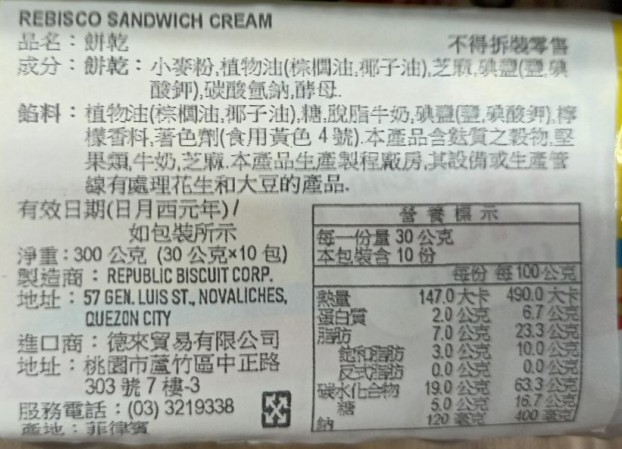 REBISCO SANDWICH CREAM
品名：餅乾 不得拆裝零售
成分：餅乾：小麥粉,植物油(棕櫚油,椰子油),芝麻,碘鹽(鹽,碘
酸鉀),碳酸氫鈉,酵母.
餡料：植物油(棕櫚油,椰子油),糖,脫脂牛奶,碘鹽(鹽,碘酸鉀),檸
檬香料,著色劑(食用黃色4號).本產品含麩質之穀物,堅
果類,牛奶,芝麻.本產品生產製程廠房,其設備或生產管
線有處理花生和大豆的產品.
有效日期(日月西元年)/
如包裝所示
淨重：300 公克 (30 公克×10 包)
製造商：REPUBLIC BISCUIT CORP.
地址：57 GEN. LUIS ST., NOVALICHES,
QUEZON CITY
進口商：德來貿易有限公司
地址：桃園市蘆竹區中正路
303 號 7 樓-3
服務電話：(03) 3219338
產地：菲律賓
營養標示
每一份量 30 公克
本包裝含 10 份
每份 每100公克
熱量 147.0 大卡 490.0 大卡
蛋白質 2.0 公克 6.7 公克
脂肪 7.0 公克 23.3 公克
飽和脂肪 3.0 公克 10.0 公克
反式脂肪 0.0 公克 0.0 公克
碳水化合物 19.0 公克 63.3 公克
糖 5.0 公克 16.7 公克
鈉 120 毫克 400 毫克